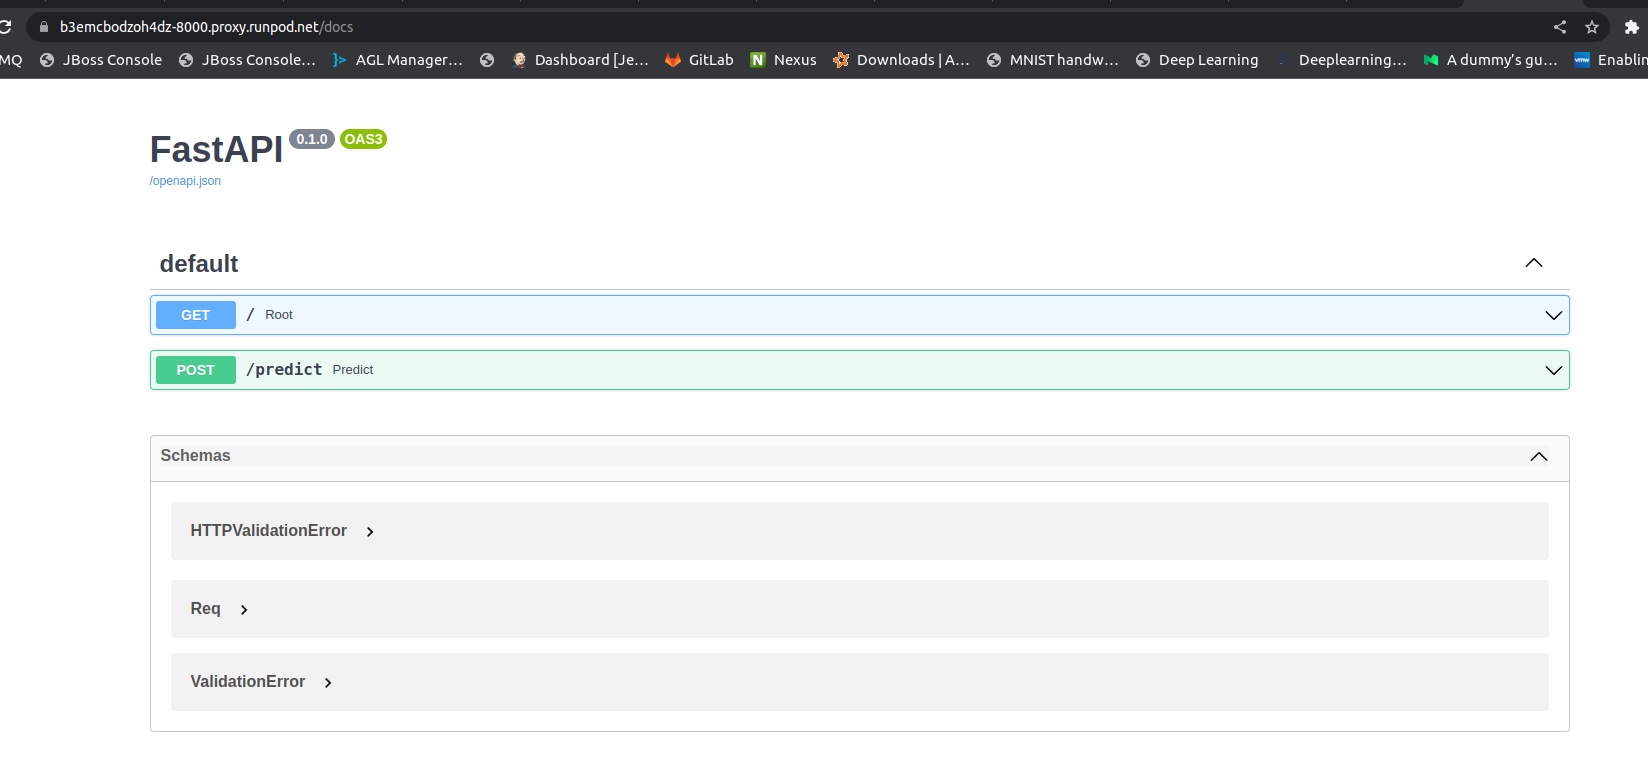 b3emcbodzoh4dz-8000.proxy.runpod.net/docs
MQ JBoss Console JBoss Console... AGL Manager... Dashboard [Je... GitLab N Nexus Downloads | A... MNIST handw... Deep Learning Deeplearning... A dummy's gu... vmw Enablin
FastAPI 0.1.0 OAS3
/openapi.json
default
GET / Root
POST /predict Predict
Schemas
HTTPValidationError
Req
ValidationError